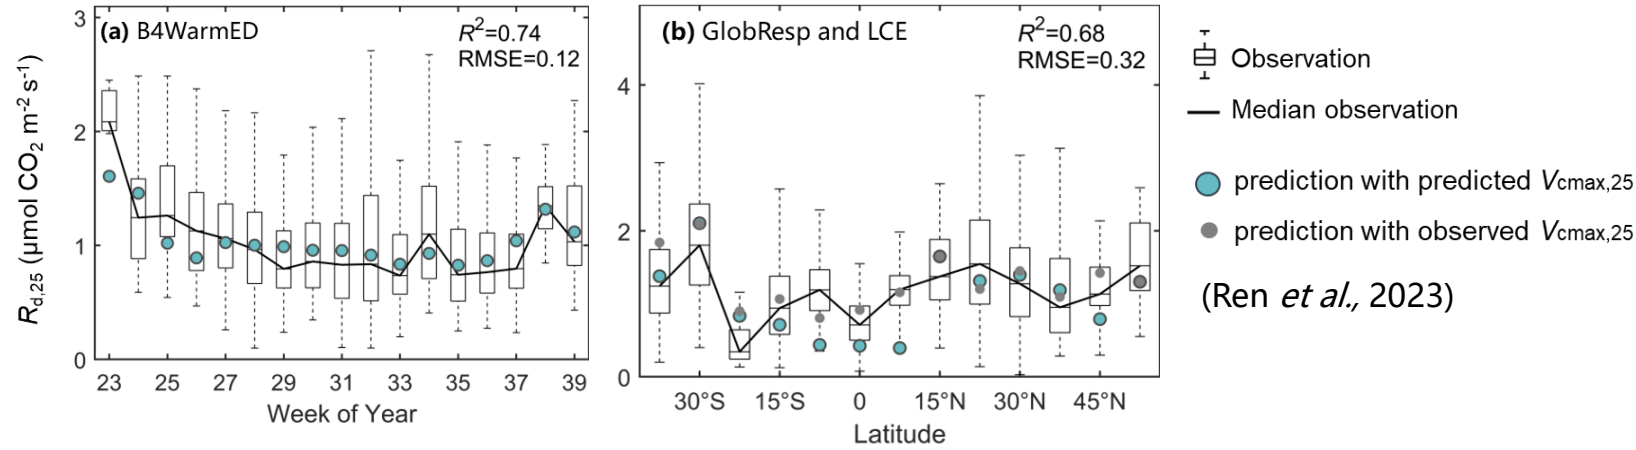 (a) B4WarmED
R²=0.74
RMSE=0.12
3
2
1
0
R_d,25 (μmol CO₂ m⁻² s⁻¹)
23 25 27 29 31 33 35 37 39
Week of Year
(b) GlobResp and LCE
R²=0.68
RMSE=0.32
4
2
0
30°S 15°S 0 15°N 30°N 45°N
Latitude
Observation
Median observation
prediction with predicted Vcmax,25
prediction with observed Vcmax,25
(Ren et al., 2023)